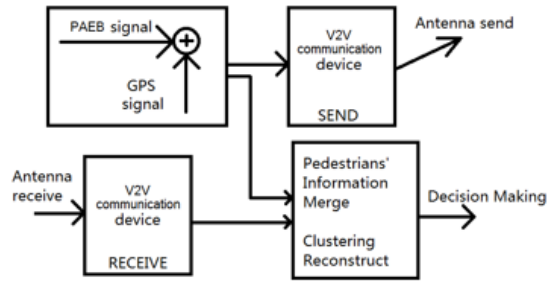 PAEB signal
GPS
signal
V2V
communication
device
SEND
Antenna send
Antenna
receive
V2V
communication
device
RECEIVE
Pedestrians'
Information
Merge
Clustering
Reconstruct
Decision Making